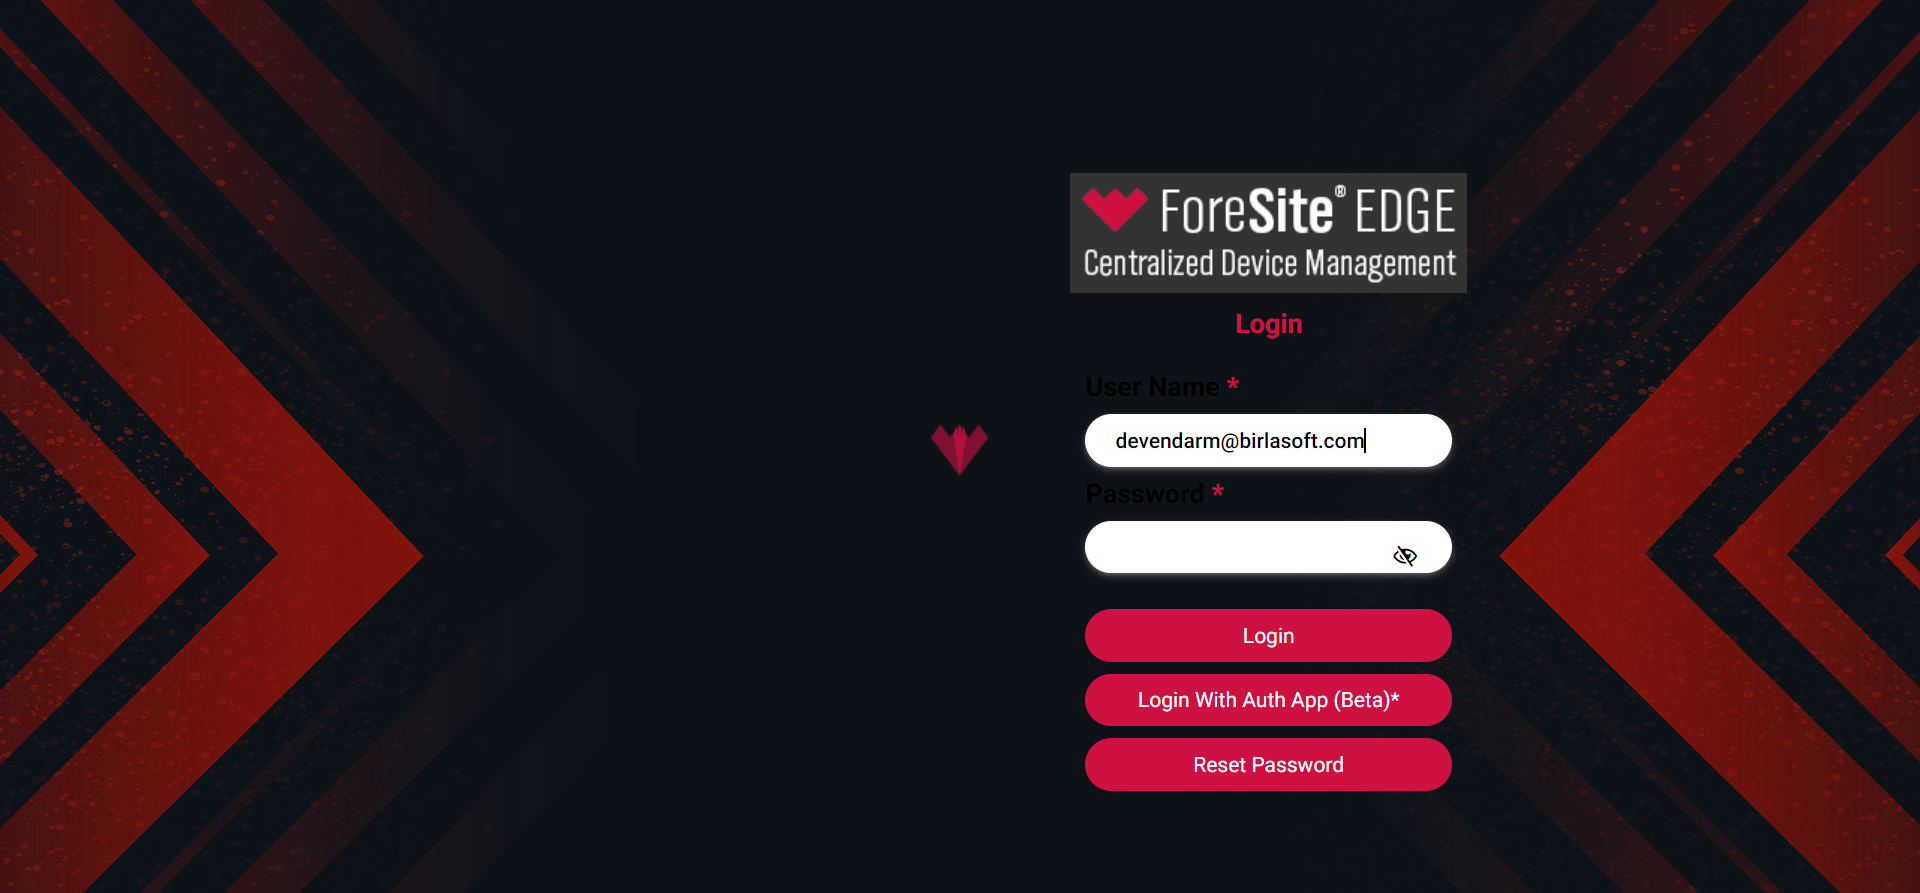 ForeSite® EDGE
Centralized Device Management
Login
User Name *
devendarm@birlasoft.com
Password *
Login
Login With Auth App (Beta)*
Reset Password